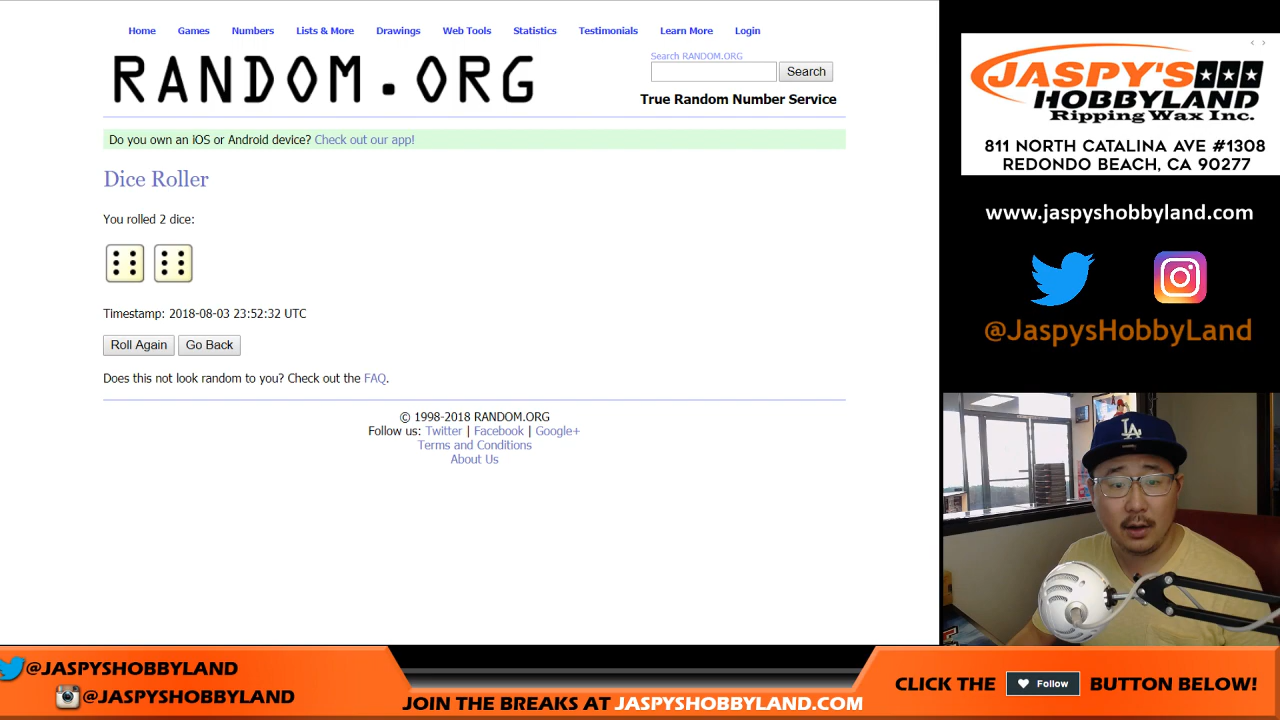 Home Games Numbers Lists & More Drawings Web Tools Statistics Testimonials Learn More Login
RANDOM.ORG
Search RANDOM.ORG
Search
True Random Number Service
Do you own an iOS or Android device? Check out our app!
Dice Roller
You rolled 2 dice:
Timestamp: 2018-08-03 23:52:32 UTC
Roll Again Go Back
Does this not look random to you? Check out the FAQ.
© 1998-2018 RANDOM.ORG
Follow us: Twitter | Facebook | Google+
Terms and Conditions
About Us
JASPY'S
HOBBYLAND
Ripping Wax Inc.
811 NORTH CATALINA AVE #1308
REDONDO BEACH, CA 90277
www.jaspyshobbyland.com
@JaspysHobbyLand
LA
@JASPYSHOBBYLAND
@JASPYSHOBBYLAND
JOIN THE BREAKS AT JASPYSHOBBYLAND.COM
CLICK THE Follow BUTTON BELOW!